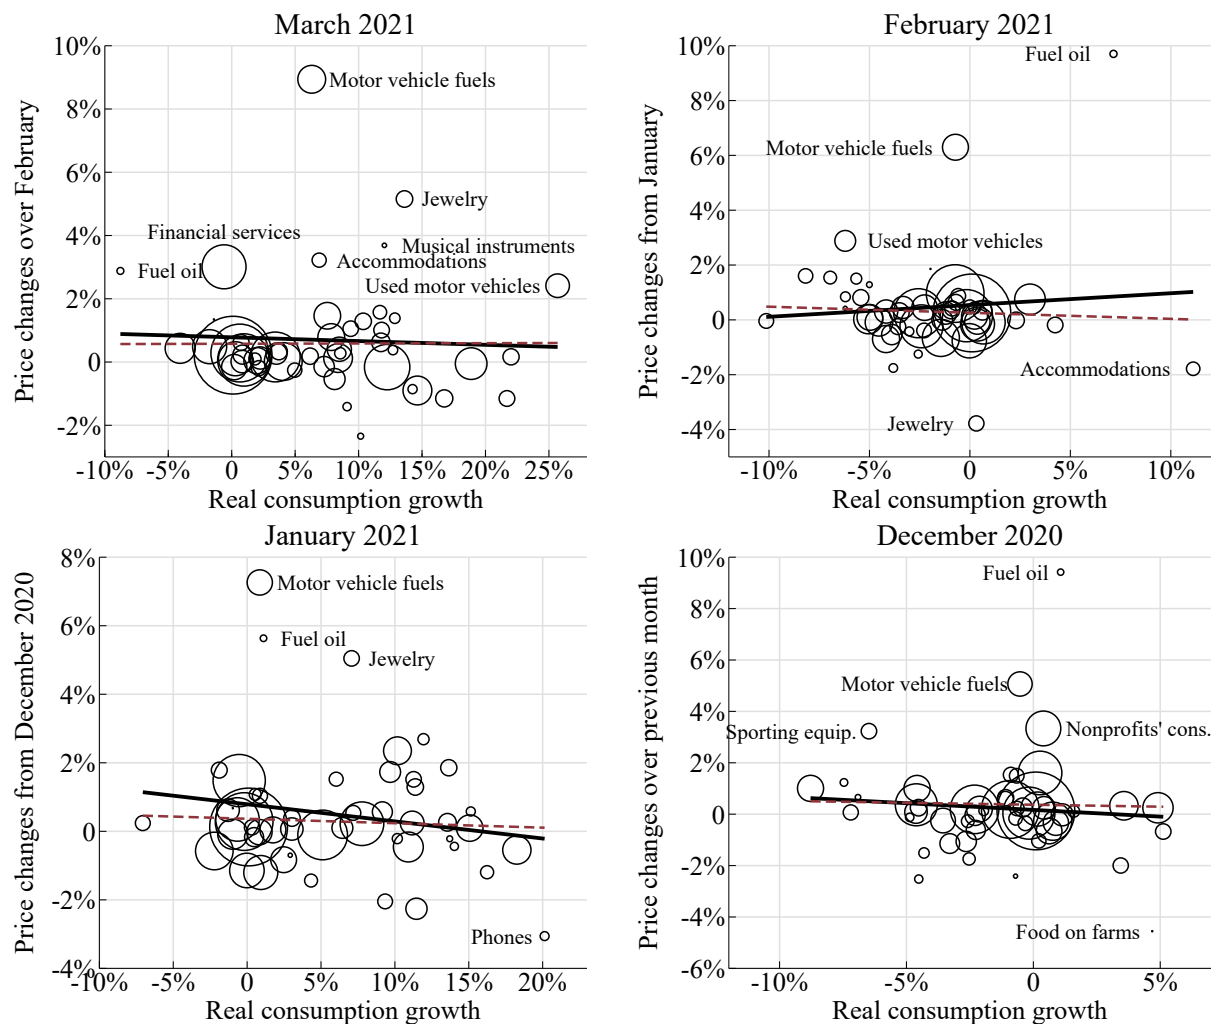 March 2021
10%
8%
6%
4%
2%
0
-2%
Price changes over February
Motor vehicle fuels
Jewelry
Financial services
Musical instruments
Accommodations
Fuel oil
Used motor vehicles
-10% -5% 0 5% 10% 15% 20% 25%
Real consumption growth
February 2021
10%
8%
6%
4%
2%
0
-2%
-4%
Price changes from January
Fuel oil
Motor vehicle fuels
Used motor vehicles
Accommodations
Jewelry
-10% -5% 0 5% 10%
Real consumption growth
January 2021
8%
6%
4%
2%
0
-2%
-4%
Price changes from December 2020
Motor vehicle fuels
Fuel oil
Jewelry
Phones
-10% -5% 0 5% 10% 15% 20%
Real consumption growth
December 2020
10%
8%
6%
4%
2%
0
-2%
-4%
-6%
Price changes over previous month
Fuel oil
Motor vehicle fuels
Sporting equip.
Nonprofits' cons.
Food on farms
-10% -5% 0 5%
Real consumption growth